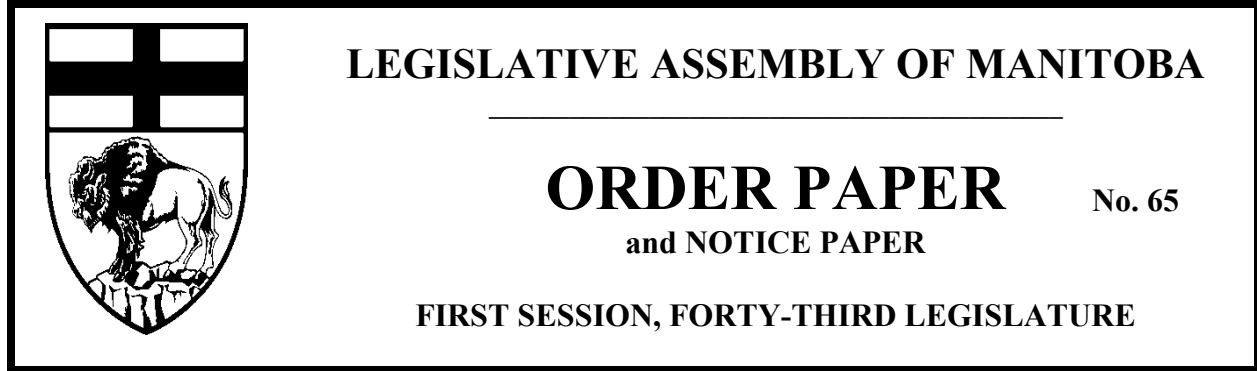 LEGISLATIVE ASSEMBLY OF MANITOBA
ORDER PAPER No. 65
and NOTICE PAPER
FIRST SESSION, FORTY-THIRD LEGISLATURE